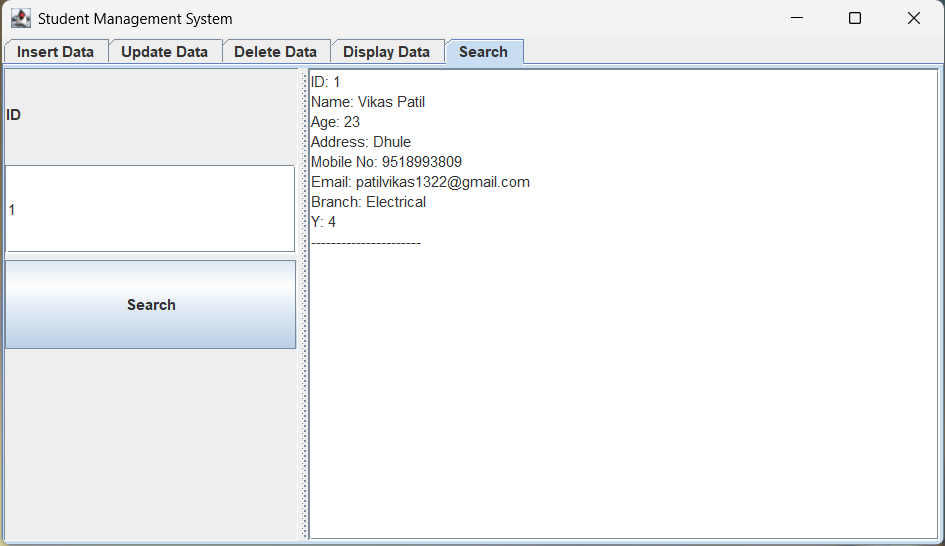 Student Management System
Insert Data Update Data Delete Data Display Data Search
ID
1
Search
ID: 1
Name: Vikas Patil
Age: 23
Address: Dhule
Mobile No: 9518993809
Email: patilvikas1322@gmail.com
Branch: Electrical
Y: 4
----------------------